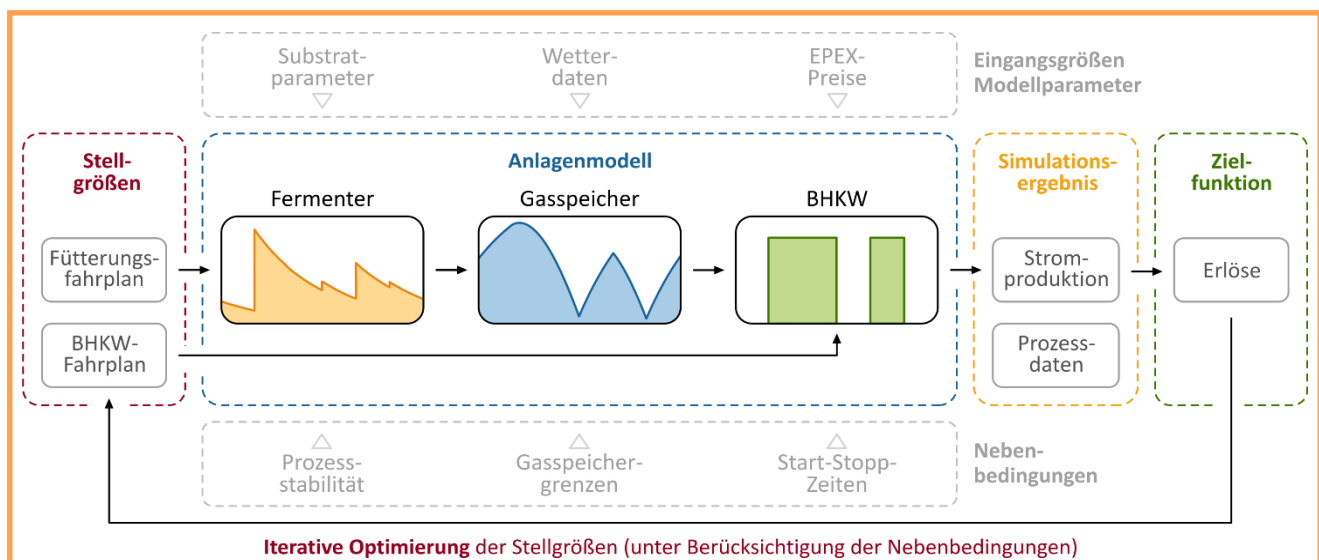 Substrat-
parameter
Wetter-
daten
EPEX-
Preise
Eingangsgrößen
Modellparameter
Stell-
größen
Fütterungs-
fahrplan
BHKW-
Fahrplan
Anlagenmodell
Fermenter
Gasspeicher
BHKW
Simulations-
ergebnis
Strom-
produktion
Prozess-
daten
Ziel-
funktion
Erlöse
Prozess-
stabilität
Gasspeicher-
grenzen
Start-Stopp-
Zeiten
Neben-
bedingungen
Iterative Optimierung der Stellgrößen (unter Berücksichtigung der Nebenbedingungen)